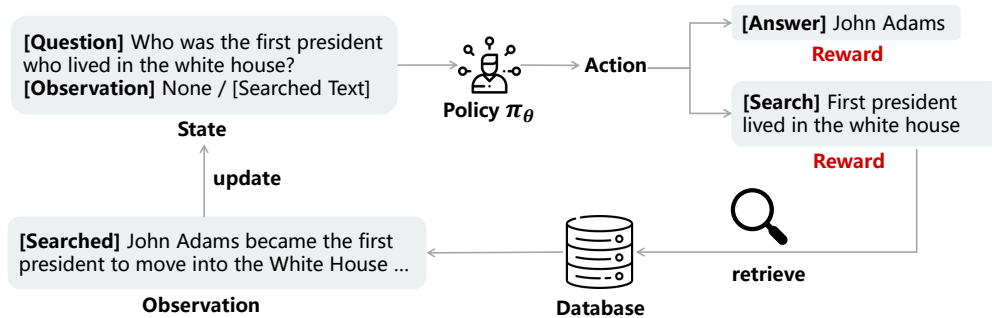 [Question] Who was the first president
who lived in the white house?
[Observation] None / [Searched Text]
State
Policy πθ
Action
[Answer] John Adams
Reward
[Search] First president
lived in the white house
Reward
retrieve
Database
[Searched] John Adams became the first
president to move into the White House ...
Observation
update